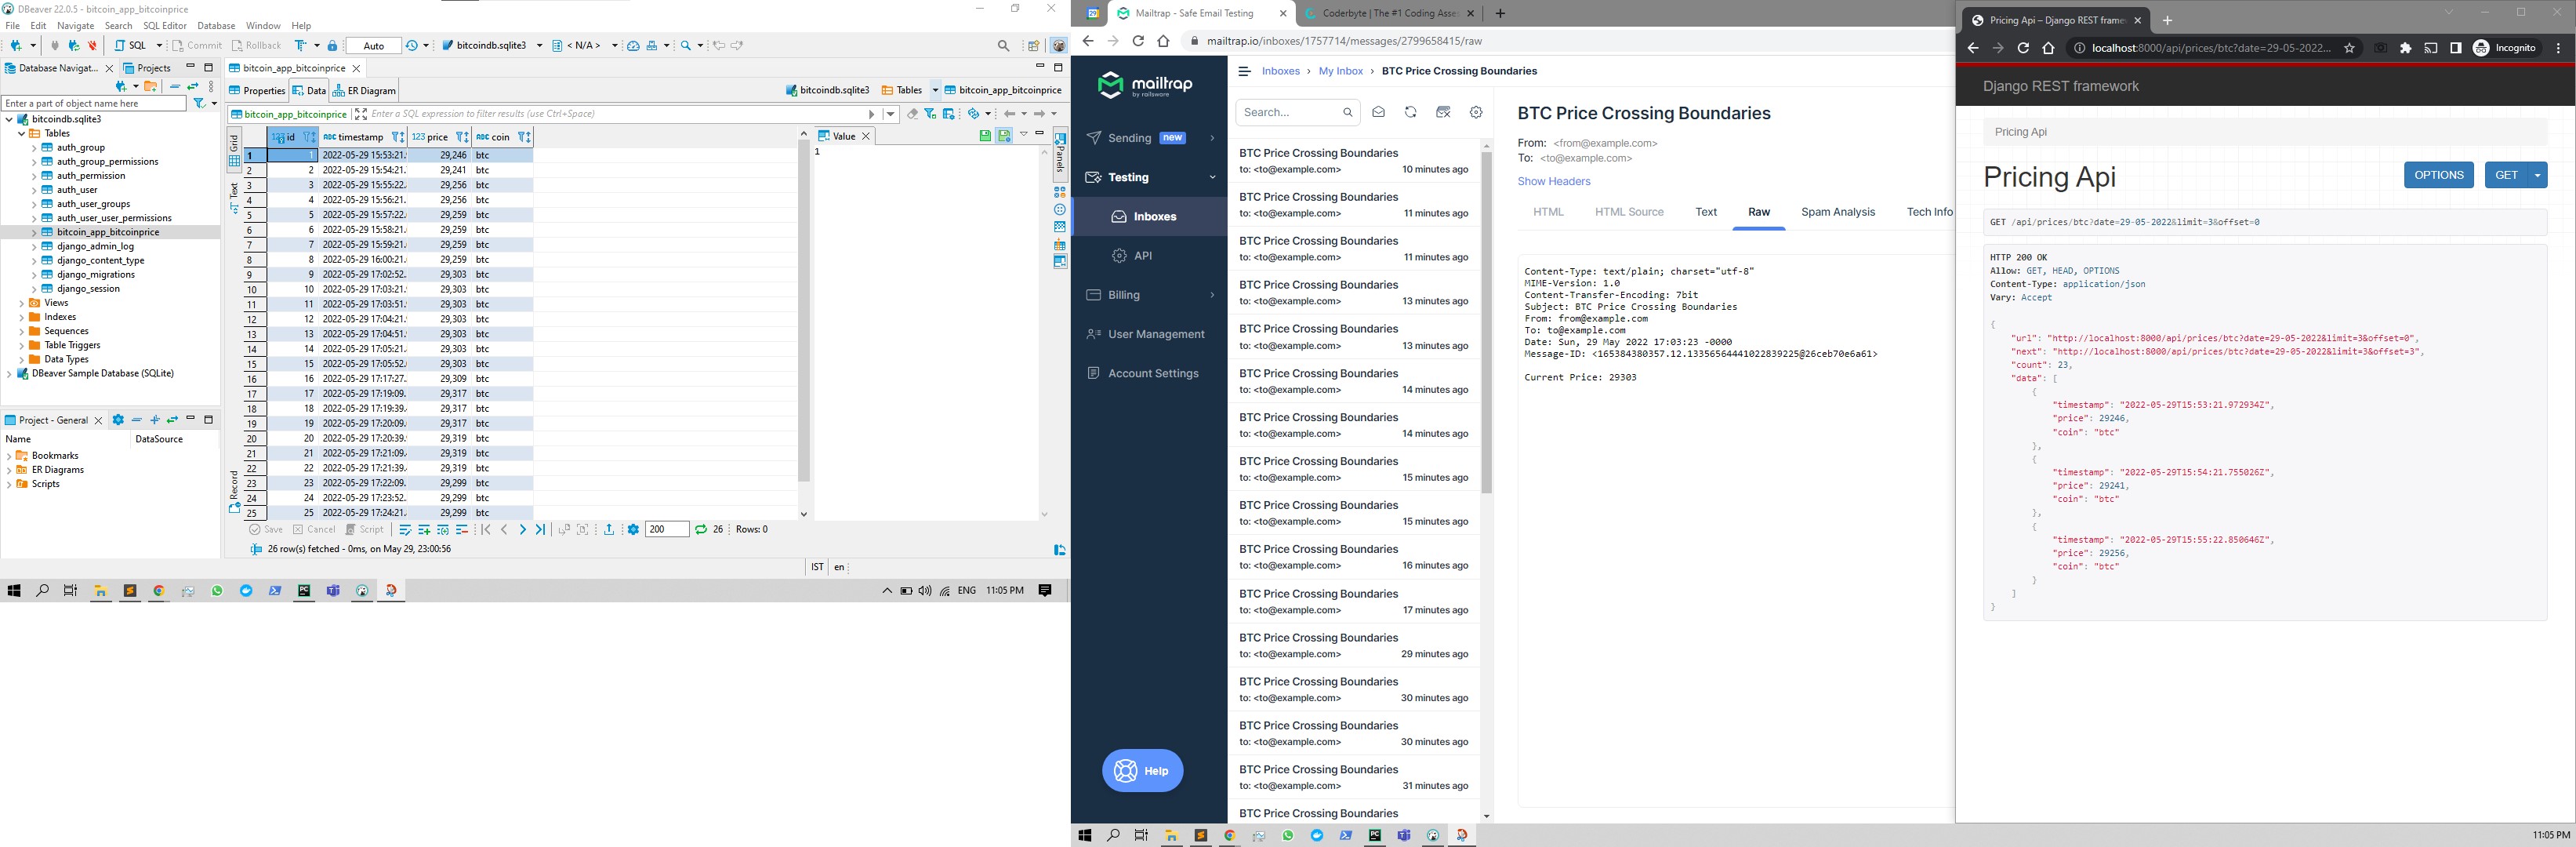 DBeaver 22.0.5 - bitcoin_app_bitcoinprice
File Edit Navigate Search SQL Editor Database Window Help
SQL Commit Rollback Auto bitcoindb.sqlite3 < N/A >
Database Navigat... Projects
Enter a part of object name here
bitcoindb.sqlite3
Tables
auth_group
auth_group_permissions
auth_permission
auth_user
auth_user_groups
auth_user_user_permissions
bitcoin_app_bitcoinprice
django_admin_log
django_content_type
django_migrations
django_session
Views
Indexes
Sequences
Table Triggers
Data Types
DBeaver Sample Database (SQLite)
Project - General
Name DataSource
Bookmarks
ER Diagrams
Scripts
bitcoin_app_bitcoinprice
Properties Data ER Diagram bitcoindb.sqlite3 Tables bitcoin_app_bitcoinprice
bitcoin_app_bitcoinprice Enter a SQL expression to filter results (use Ctrl+Space)
Grid
Text
Record
123 id ABC timestamp 123 price ABC coin
1 1 2022-05-29 15:53:21. 29,246 btc
2 2 2022-05-29 15:54:21. 29,241 btc
3 3 2022-05-29 15:55:22. 29,256 btc
4 4 2022-05-29 15:56:21. 29,256 btc
5 5 2022-05-29 15:57:22. 29,259 btc
6 6 2022-05-29 15:58:21. 29,259 btc
7 7 2022-05-29 15:59:21. 29,259 btc
8 8 2022-05-29 16:00:21. 29,259 btc
9 9 2022-05-29 17:02:52. 29,303 btc
10 10 2022-05-29 17:03:21. 29,303 btc
11 11 2022-05-29 17:03:51. 29,303 btc
12 12 2022-05-29 17:04:21. 29,303 btc
13 13 2022-05-29 17:04:51. 29,303 btc
14 14 2022-05-29 17:05:21. 29,303 btc
15 15 2022-05-29 17:05:52. 29,303 btc
16 16 2022-05-29 17:17:27. 29,309 btc
17 17 2022-05-29 17:19:09. 29,317 btc
18 18 2022-05-29 17:19:39. 29,317 btc
19 19 2022-05-29 17:20:09. 29,317 btc
20 20 2022-05-29 17:20:39. 29,319 btc
21 21 2022-05-29 17:21:09. 29,319 btc
22 22 2022-05-29 17:21:39. 29,319 btc
23 23 2022-05-29 17:22:09. 29,299 btc
24 24 2022-05-29 17:23:52. 29,299 btc
25 25 2022-05-29 17:24:21. 29,299 btc
Value
1
Panels
Save Cancel Script 200 26 Rows: 0
26 row(s) fetched - 0ms, on May 29, 23:00:56
IST en
ENG 11:05 PM
Mailtrap - Safe Email Testing Coderbyte | The #1 Coding Asse
mailtrap.io/inboxes/1757714/messages/2799658415/raw
mailtrap
by railsware
Sending new
Testing
Inboxes
API
Billing
User Management
Account Settings
Help
Inboxes › My Inbox › BTC Price Crossing Boundaries
Search...
BTC Price Crossing Boundaries
to: <to@example.com> 10 minutes ago
BTC Price Crossing Boundaries
to: <to@example.com> 11 minutes ago
BTC Price Crossing Boundaries
to: <to@example.com> 11 minutes ago
BTC Price Crossing Boundaries
to: <to@example.com> 13 minutes ago
BTC Price Crossing Boundaries
to: <to@example.com> 13 minutes ago
BTC Price Crossing Boundaries
to: <to@example.com> 14 minutes ago
BTC Price Crossing Boundaries
to: <to@example.com> 14 minutes ago
BTC Price Crossing Boundaries
to: <to@example.com> 15 minutes ago
BTC Price Crossing Boundaries
to: <to@example.com> 15 minutes ago
BTC Price Crossing Boundaries
to: <to@example.com> 16 minutes ago
BTC Price Crossing Boundaries
to: <to@example.com> 17 minutes ago
BTC Price Crossing Boundaries
to: <to@example.com> 29 minutes ago
BTC Price Crossing Boundaries
to: <to@example.com> 30 minutes ago
BTC Price Crossing Boundaries
to: <to@example.com> 30 minutes ago
BTC Price Crossing Boundaries
to: <to@example.com> 31 minutes ago
BTC Price Crossing Boundaries
BTC Price Crossing Boundaries
From: <from@example.com>
To: <to@example.com>
Show Headers
HTML HTML Source Text Raw Spam Analysis Tech Info
Content-Type: text/plain; charset="utf-8"
MIME-Version: 1.0
Content-Transfer-Encoding: 7bit
Subject: BTC Price Crossing Boundaries
From: from@example.com
To: to@example.com
Date: Sun, 29 May 2022 17:03:23 -0000
Message-ID: <165384380357.12.13356564441022839225@26ceb70e6a61>
Current Price: 29303
Pricing Api – Django REST frame
localhost:8000/api/prices/btc?date=29-05-2022... Incognito
Django REST framework
Pricing Api
Pricing Api
OPTIONS GET
GET /api/prices/btc?date=29-05-2022&limit=3&offset=0
HTTP 200 OK
Allow: GET, HEAD, OPTIONS
Content-Type: application/json
Vary: Accept
{
"url": "http://localhost:8000/api/prices/btc?date=29-05-2022&limit=3&offset=0",
"next": "http://localhost:8000/api/prices/btc?date=29-05-2022&limit=3&offset=3",
"count": 23,
"data": [
{
"timestamp": "2022-05-29T15:53:21.972934Z",
"price": 29246,
"coin": "btc"
},
{
"timestamp": "2022-05-29T15:54:21.755026Z",
"price": 29241,
"coin": "btc"
},
{
"timestamp": "2022-05-29T15:55:22.850646Z",
"price": 29256,
"coin": "btc"
}
]
}
11:05 PM